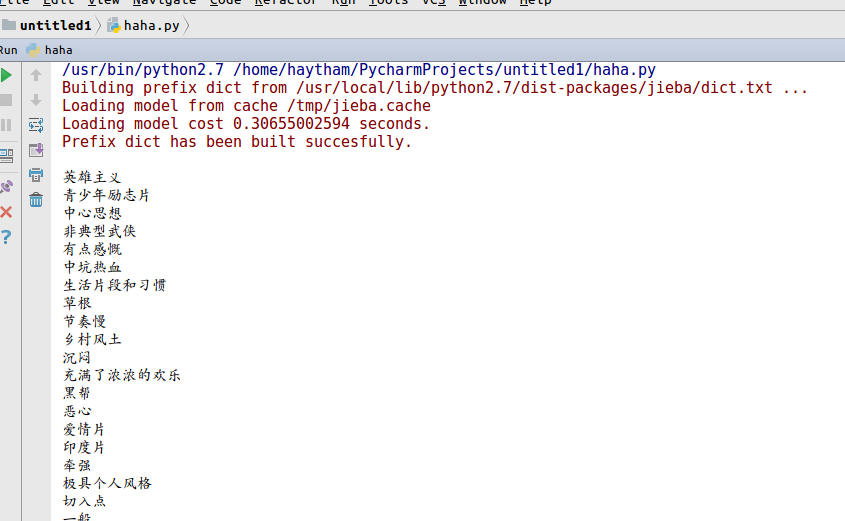 File Edit View Navigate Code Refactor Run Tools VCS Window Help
untitled1 haha.py
Run haha
/usr/bin/python2.7 /home/haytham/PycharmProjects/untitled1/haha.py
Building prefix dict from /usr/local/lib/python2.7/dist-packages/jieba/dict.txt ...
Loading model from cache /tmp/jieba.cache
Loading model cost 0.30655002594 seconds.
Prefix dict has been built succesfully.
英雄主义
青少年励志片
中心思想
非典型武侠
有点感慨
中坑热血
生活片段和习惯
草根
节奏慢
乡村风土
沉闷
充满了浓浓的欢乐
黑帮
恶心
爱情片
印度片
牵强
极具个人风格
切入点
一般